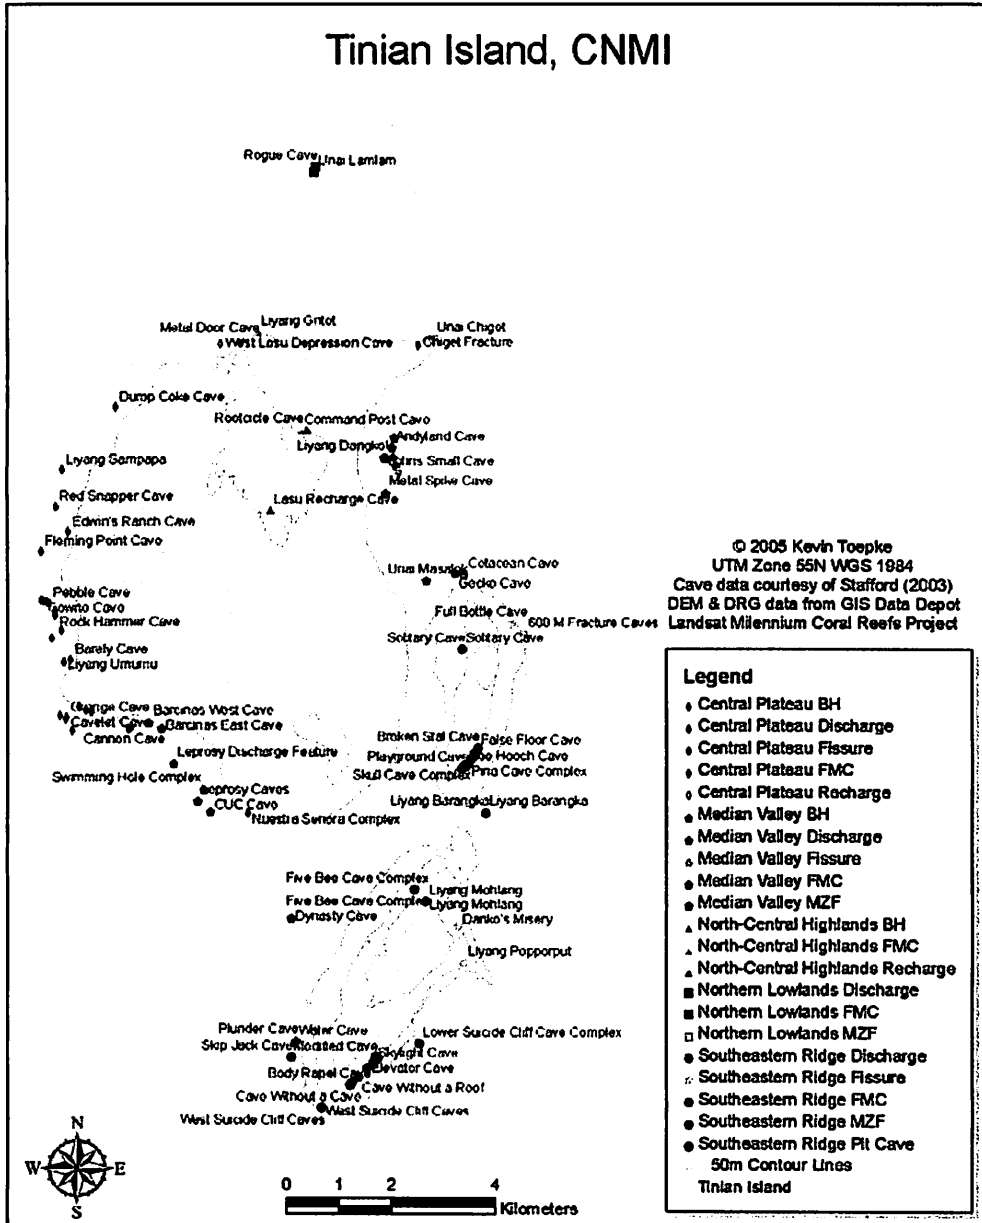 Tinian Island, CNMI
Rogue Cave
Unai Lamlam
Metal Door Cave
Liyang Gntot
West Lasu Depression Cave
Unai Chigot
Chiget Fracture
Dump Coke Cave
Rootcicle Cave
Command Post Cave
Andyland Cave
Liyang Dangkolo
Johns Small Cave
Metal Spike Cave
Liyang Sampapa
Red Snapper Cave
Lasu Recharge Cave
Edwin's Ranch Cave
Fleming Point Cave
Unai Masalok
Cetacean Cave
Gecko Cave
© 2005 Kevin Toepke
UTM Zone 55N WGS 1984
Cave data courtesy of Stafford (2003)
DEM & DRG data from GIS Data Depot
Landsat Milennium Coral Reefs Project
Pebble Cave
Rock Hammer Cave
Full Bottle Cave
600 M Fracture Caves
Solitary Cave
Solitary Cave
Barely Cave
Liyang Umumu
Orange Cave
Cavelet Cave
Cannon Cave
Barcinas West Cave
Barcinas East Cave
Leprosy Discharge Feature
Swimming Hole Complex
Leprosy Caves
CUC Cave
Nuestra Senora Complex
Broken Stal Cave
False Floor Cave
Playground Cave
Hooch Cave
Skull Cave Complex
Pina Cave Complex
Liyang Barangka
Liyang Barangka
Five Bee Cave Complex
Liyang Mohlang
Five Bee Cave Complex
Liyang Mohlang
Dynasty Cave
Danko's Misery
Liyang Popporput
Plunder Cave
Water Cave
Lower Suicide Cliff Cave Complex
Skip Jack Cave
Modified Cave
Skylight Cave
Body Rapel Cave
Elevator Cave
Cave Without a Roof
Cave Without a Cave
West Suicide Cliff Caves
West Suicide Cliff Caves
Legend
Central Plateau BH
Central Plateau Discharge
Central Plateau Fissure
Central Plateau FMC
Central Plateau Recharge
Median Valley BH
Median Valley Discharge
Median Valley Fissure
Median Valley FMC
Median Valley MZF
North-Central Highlands BH
North-Central Highlands FMC
North-Central Highlands Recharge
Northern Lowlands Discharge
Northern Lowlands FMC
Northern Lowlands MZF
Southeastern Ridge Discharge
Southeastern Ridge Fissure
Southeastern Ridge FMC
Southeastern Ridge MZF
Southeastern Ridge Pit Cave
50m Contour Lines
Tinian Island
N
W E
S
0 1 2 4
Kilometers